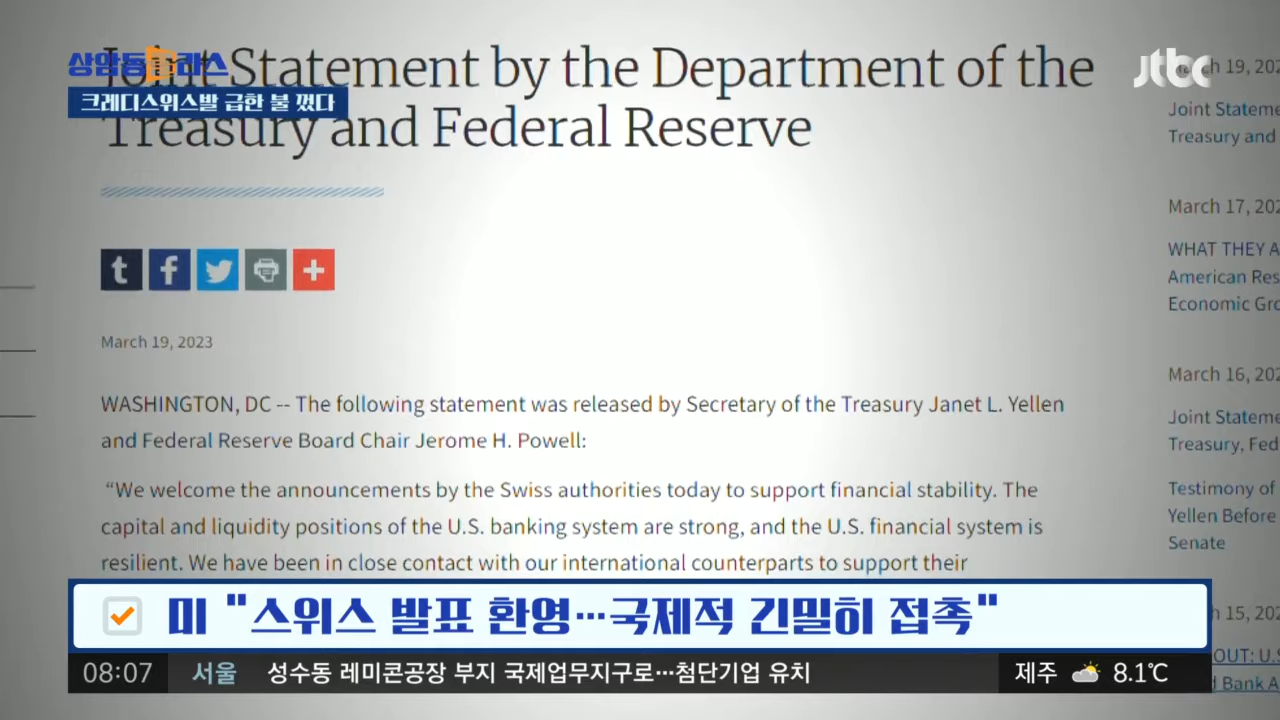 Joint Statement by the Department of the
Treasury and Federal Reserve
상암동클라스
크레디스위스발 급한 불 껐다
jtbc
March 19, 2023
WASHINGTON, DC -- The following statement was released by Secretary of the Treasury Janet L. Yellen
and Federal Reserve Board Chair Jerome H. Powell:
“We welcome the announcements by the Swiss authorities today to support financial stability. The
capital and liquidity positions of the U.S. banking system are strong, and the U.S. financial system is
resilient. We have been in close contact with our international counterparts to support their
19, 202
Joint Stateme
Treasury and
March 17, 202
WHAT THEY A
American Res
Economic Gro
March 16, 202
Joint Stateme
Treasury, Fed
Testimony of
Yellen Before
Senate
15, 202
OUT: U.S
Bank A
미 "스위스 발표 환영…국제적 긴밀히 접촉"
08:07 서울 성수동 레미콘공장 부지 국제업무지구로…첨단기업 유치 제주 8.1℃